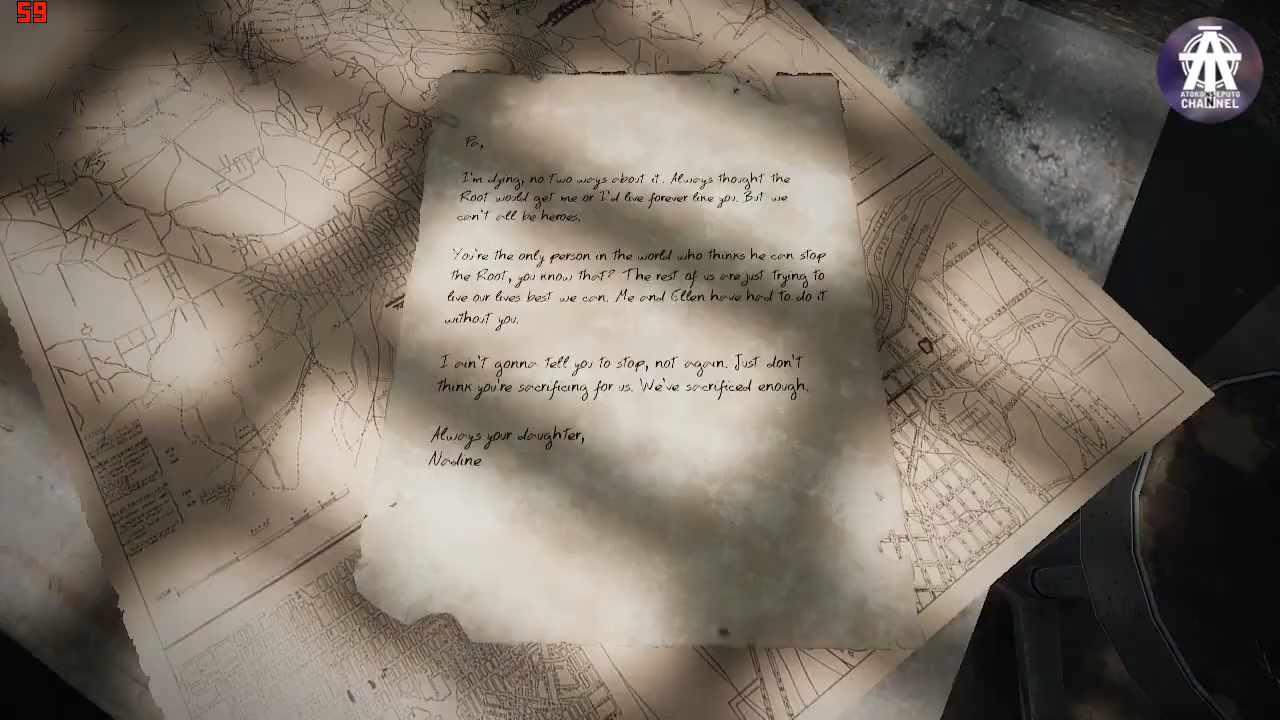 59
ATOKO
CHANNEL
Pa,
I'm dying, no two ways about it. Always thought the
Root would get me or I'd live forever like you. But we
can't all be heroes.
You're the only person in the world who thinks he can stop
the Root, you know that? The rest of us are just trying to
live our lives best we can. Me and Ellen have had to do it
without you.
I ain't gonna tell you to stop, not again. Just don't
think you're sacrificing for us. We've sacrificed enough.
Always your daughter,
Nadine